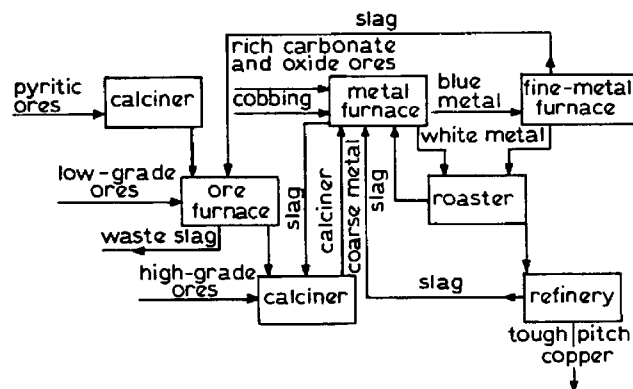 slag
rich carbonate
and oxide ores
pyritic
ores
calciner
cobbing
metal
furnace
blue
metal
fine-metal
furnace
white metal
low-grade
ores
ore
furnace
slag
calciner
coarse metal
slag
roaster
waste slag
high-grade
ores
calciner
slag
refinery
tough pitch
copper